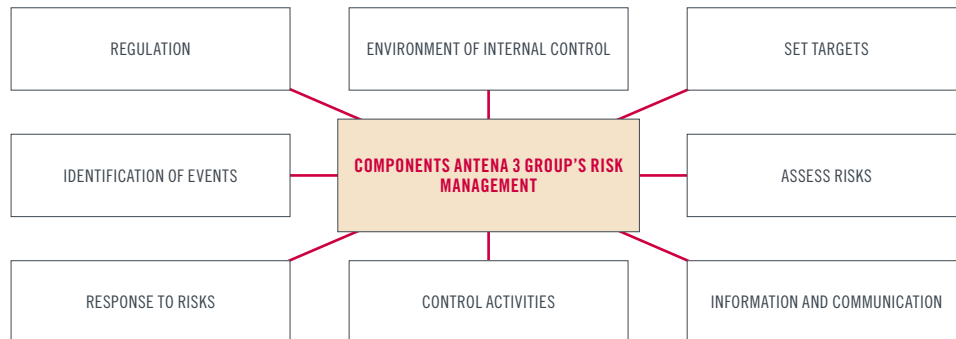 REGULATION
ENVIRONMENT OF INTERNAL CONTROL
SET TARGETS
IDENTIFICATION OF EVENTS
COMPONENTS ANTENA 3 GROUP'S RISK
MANAGEMENT
ASSESS RISKS
RESPONSE TO RISKS
CONTROL ACTIVITIES
INFORMATION AND COMMUNICATION